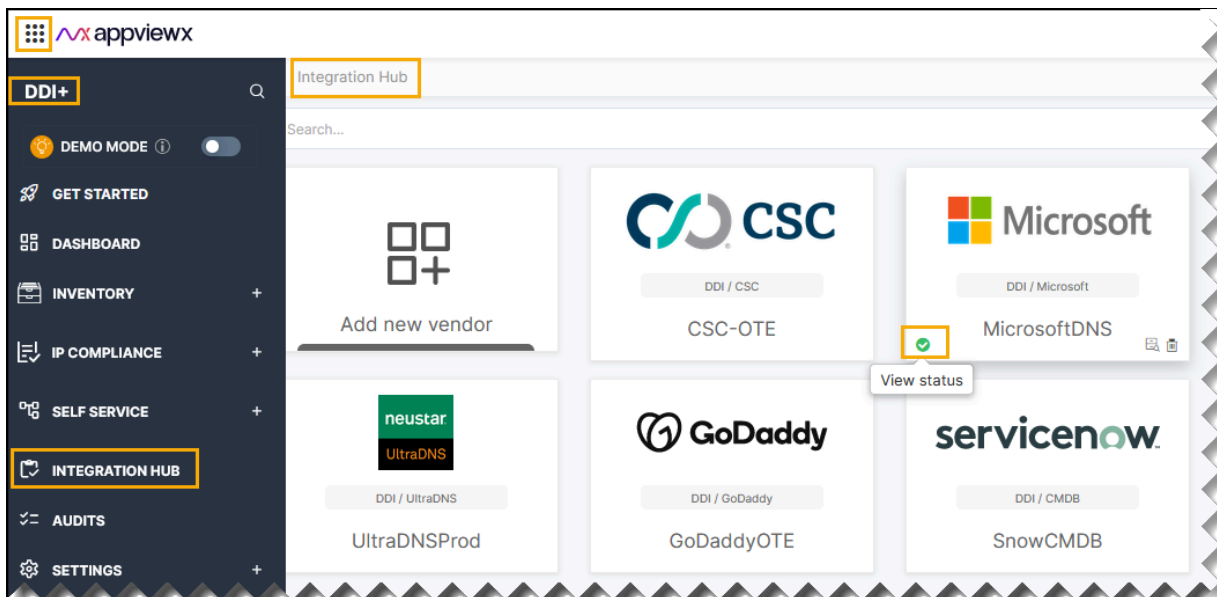 appviewx
DDI+
Integration Hub
Search...
DEMO MODE
GET STARTED
DASHBOARD
INVENTORY +
IP COMPLIANCE +
SELF SERVICE +
INTEGRATION HUB
AUDITS
SETTINGS +
Add new vendor
CSC
DDI / CSC
CSC-OTE
Microsoft
DDI / Microsoft
MicrosoftDNS
View status
neustar
UltraDNS
DDI / UltraDNS
UltraDNSProd
GoDaddy
DDI / GoDaddy
GoDaddyOTE
servicenow
DDI / CMDB
SnowCMDB